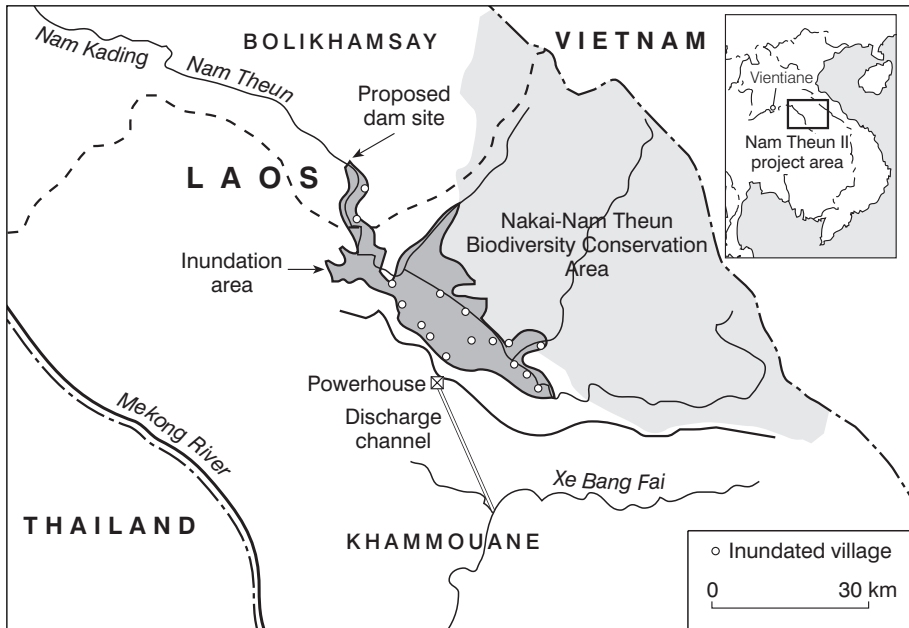 BOLIKHAMSAY
VIETNAM
Nam Kading
Nam Theun
Vientiane
Nam Theun II
project area
Proposed
dam site
LAOS
Nakai-Nam Theun
Biodiversity Conservation
Area
Inundation
area
Powerhouse
Discharge
channel
Mekong River
Xe Bang Fai
THAILAND
KHAMMOUANE
Inundated village
0 30 km